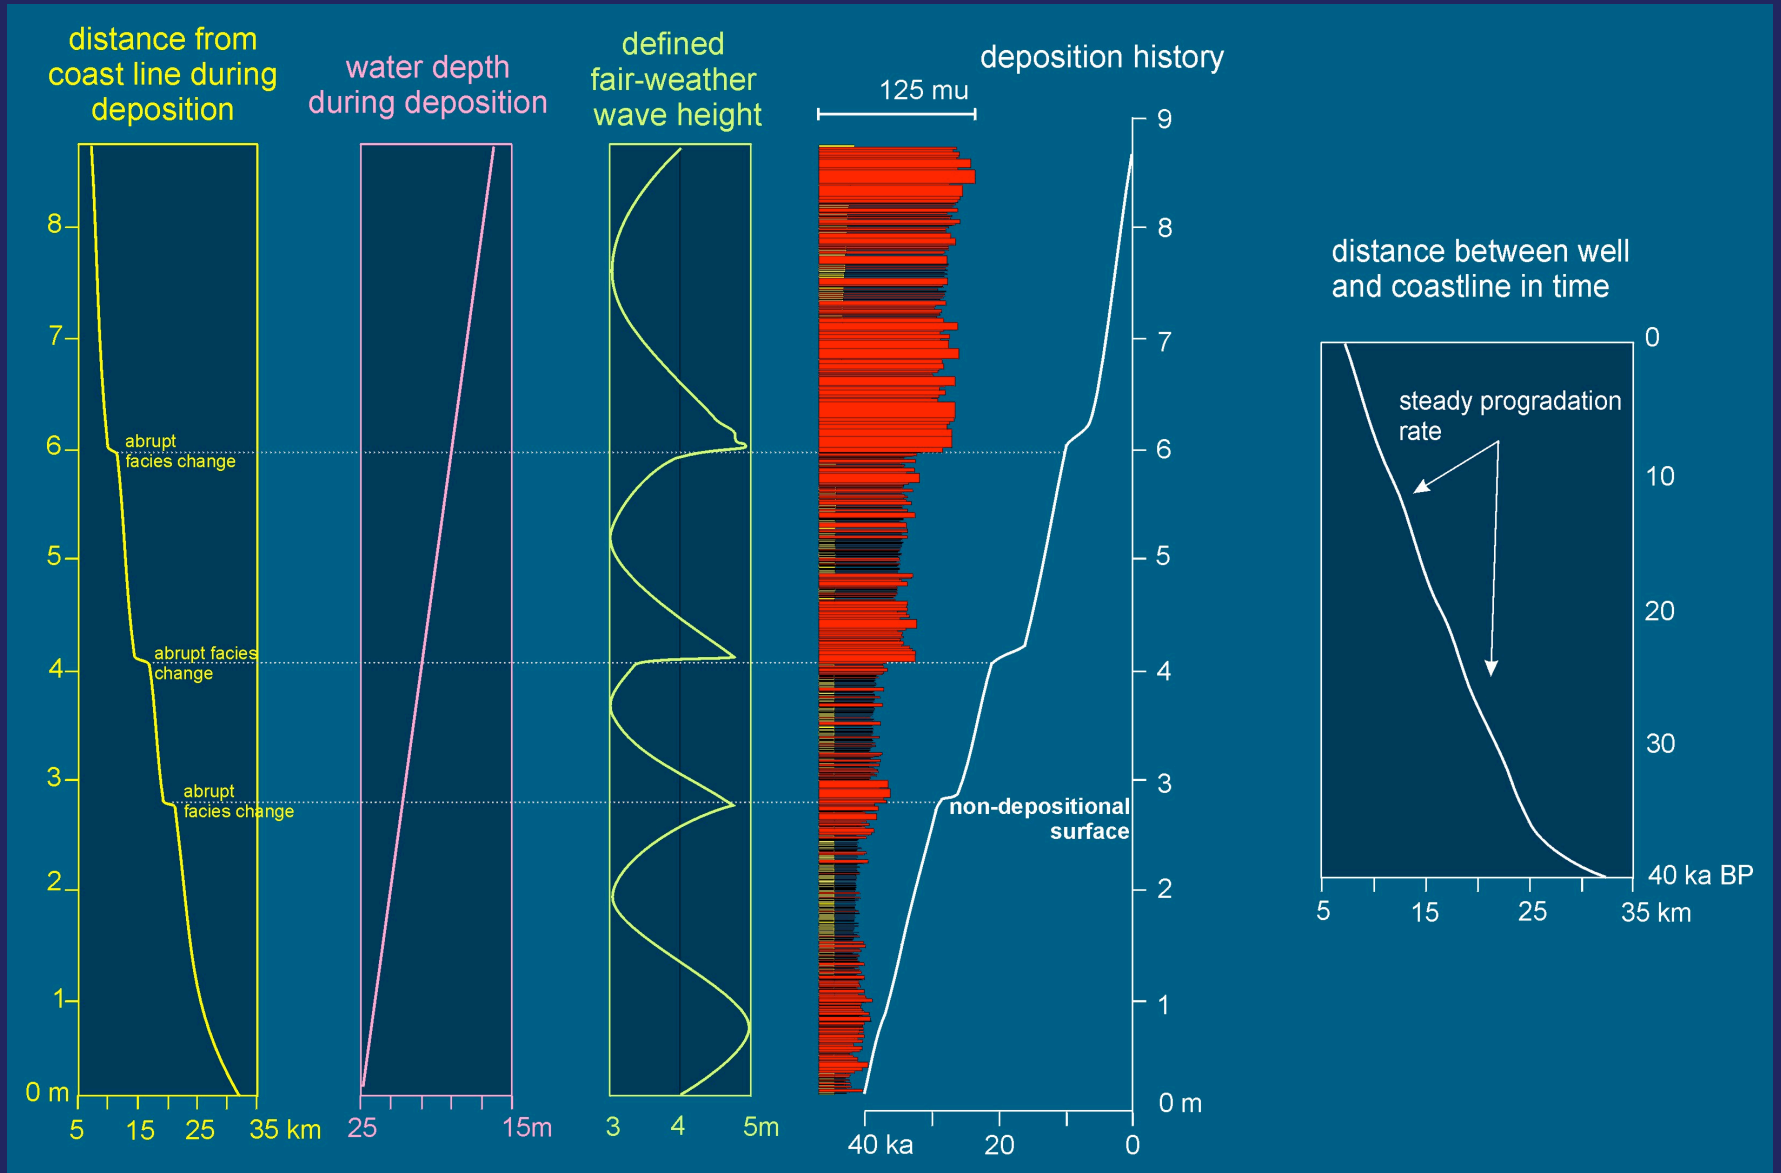 distance from
coast line during
deposition
water depth
during deposition
defined
fair-weather
wave height
deposition history
125 mu
9
8
7
6
5
4
3
2
1
0 m
abrupt
facies change
abrupt facies
change
abrupt
facies change
5
15
25
35 km
25
15m
3
4
5m
8
7
6
5
4
3
2
1
0 m
non-depositional
surface
40 ka
20
0
distance between well
and coastline in time
steady progradation
rate
0
10
20
30
40 ka BP
5
15
25
35 km